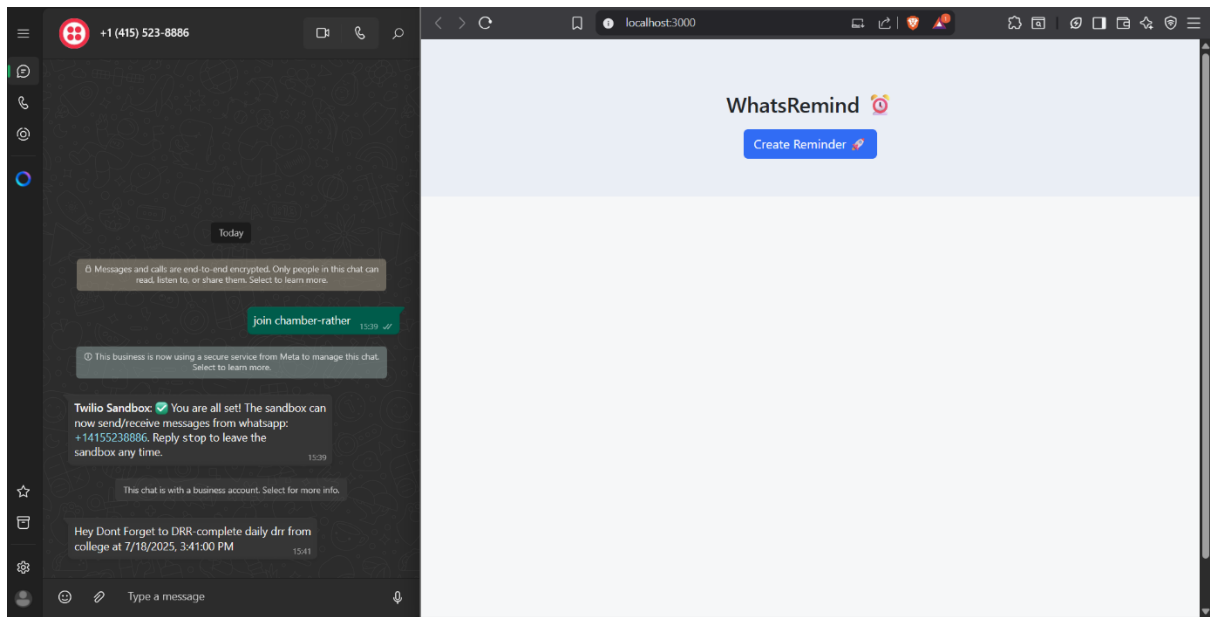 +1 (415) 523-8886
Today
Messages and calls are end-to-end encrypted. Only people in this chat can
read, listen to, or share them. Select to learn more.
join chamber-rather
15:39
This business is now using a secure service from Meta to manage this chat.
Select to learn more.
Twilio Sandbox: ✅ You are all set! The sandbox can
now send/receive messages from whatsapp:
+14155238886. Reply stop to leave the
sandbox any time.
15:39
This chat is with a business account. Select for more info.
Hey Dont Forget to DRR-complete daily drr from
college at 7/18/2025, 3:41:00 PM
15:41
Type a message
localhost:3000
WhatsRemind ⏰
Create Reminder 🚀